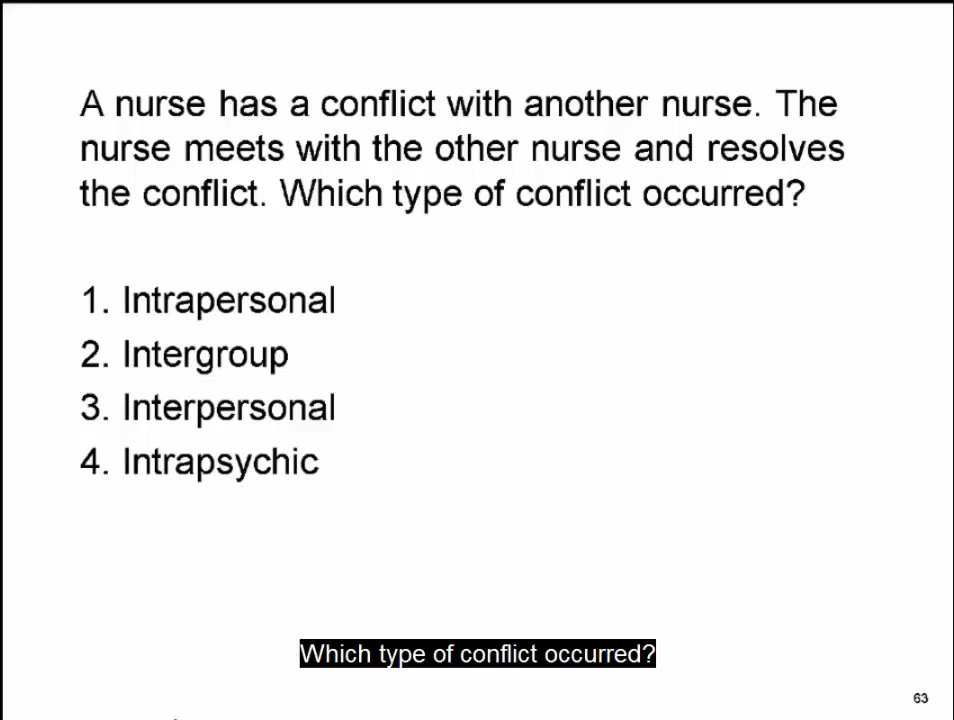 A nurse has a conflict with another nurse. The
nurse meets with the other nurse and resolves
the conflict. Which type of conflict occurred?
1. Intrapersonal
2. Intergroup
3. Interpersonal
4. Intrapsychic
Which type of conflict occurred?
63